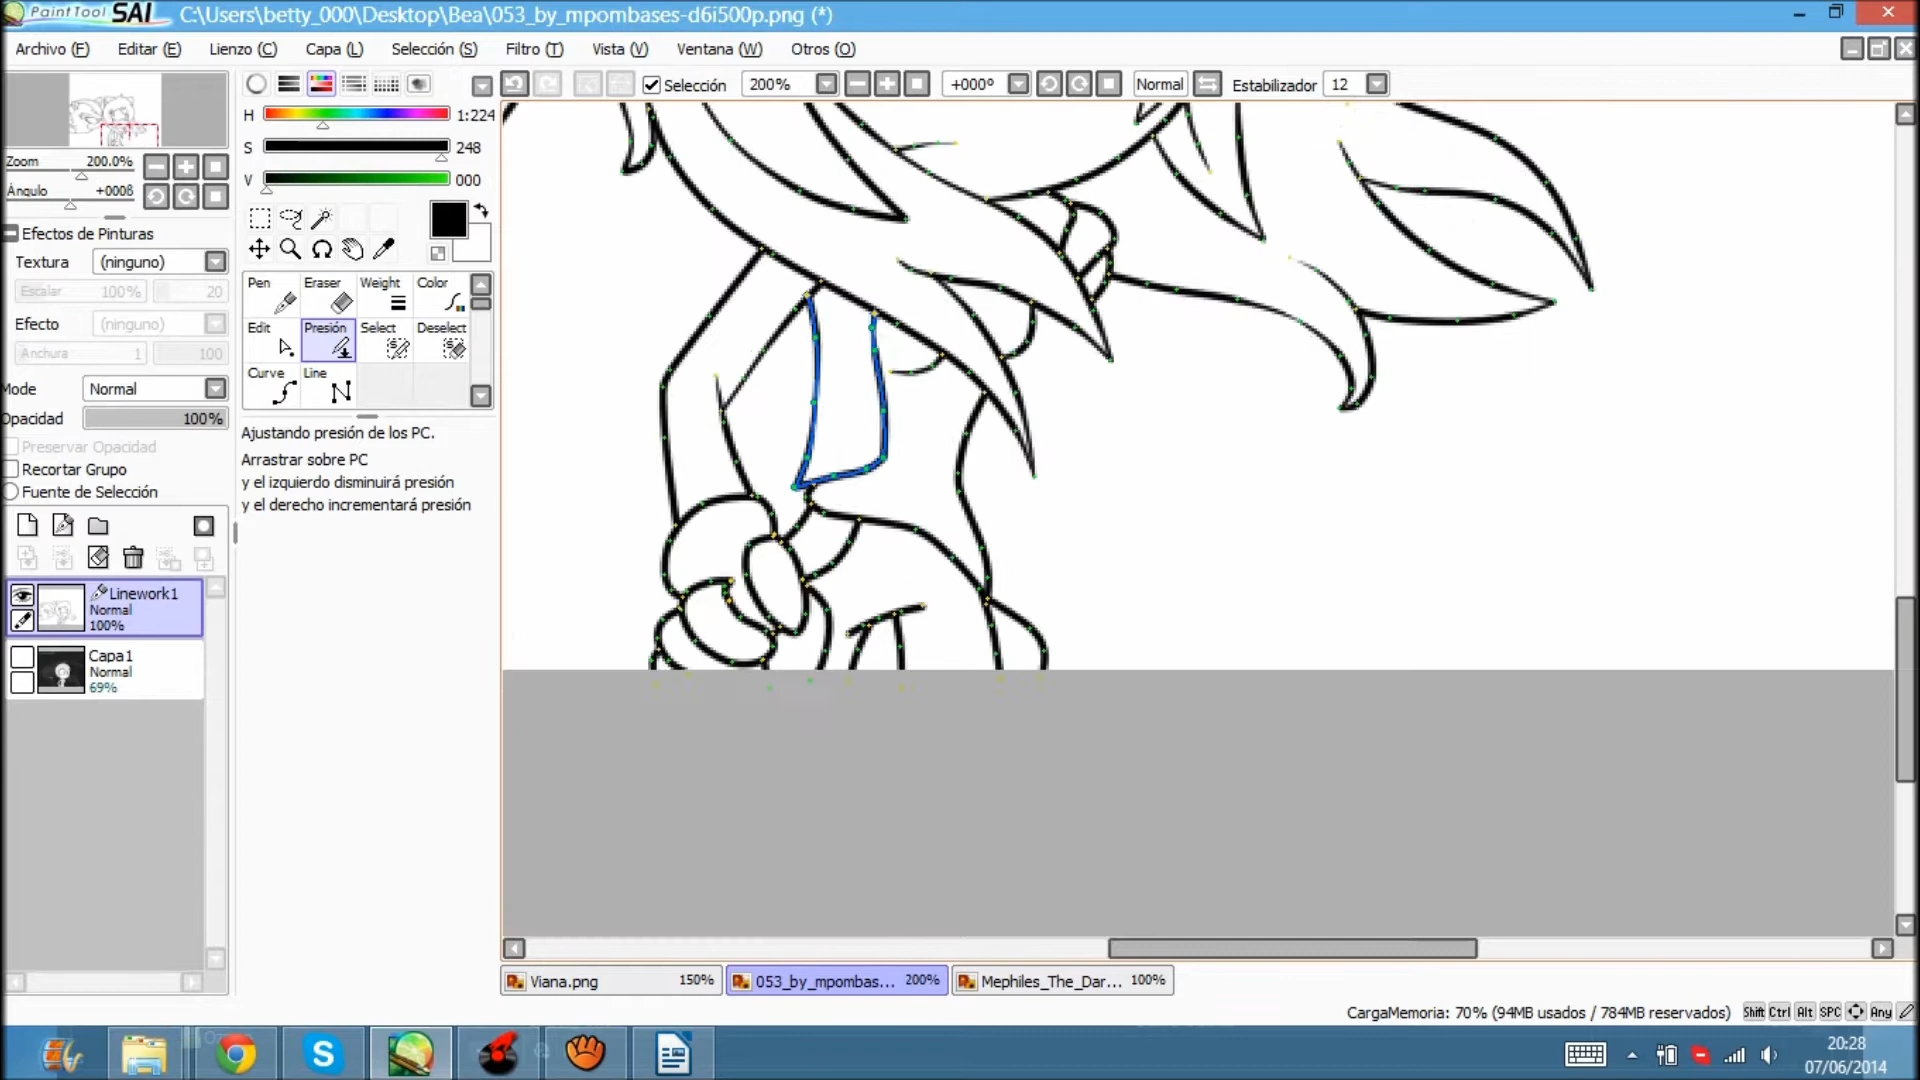 PaintTool SAI C:\Users\betty_000\Desktop\Bea\053_by_mpombases-d6i500p.png (*)
Archivo (F) Editar (E) Lienzo (C) Capa (L) Selección (S) Filtro (T) Vista (V) Ventana (W) Otros (O)
Selección 200% +000º Normal Estabilizador 12
H 1:224
S 248
V 000
Zoom 200.0%
Ángulo +000ß
Efectos de Pinturas
Textura (ninguno)
Escalar 100% 20
Efecto (ninguno)
Anchura 1 100
Mode Normal
Opacidad 100%
Preservar Opacidad
Recortar Grupo
Fuente de Selección
Pen Eraser Weight Color
Edit Presión Select Deselect
Curve Line
Ajustando presión de los PC.
Arrastrar sobre PC
y el izquierdo disminuirá presión
y el derecho incrementará presión
Linework1
Normal
100%
Capa1
Normal
69%
Viana.png 150% 053_by_mpombas... 200% Mephiles_The_Dar... 100%
CargaMemoria: 70% (94MB usados / 784MB reservados) Shift Ctrl Alt SPC Any
20:28
07/06/2014